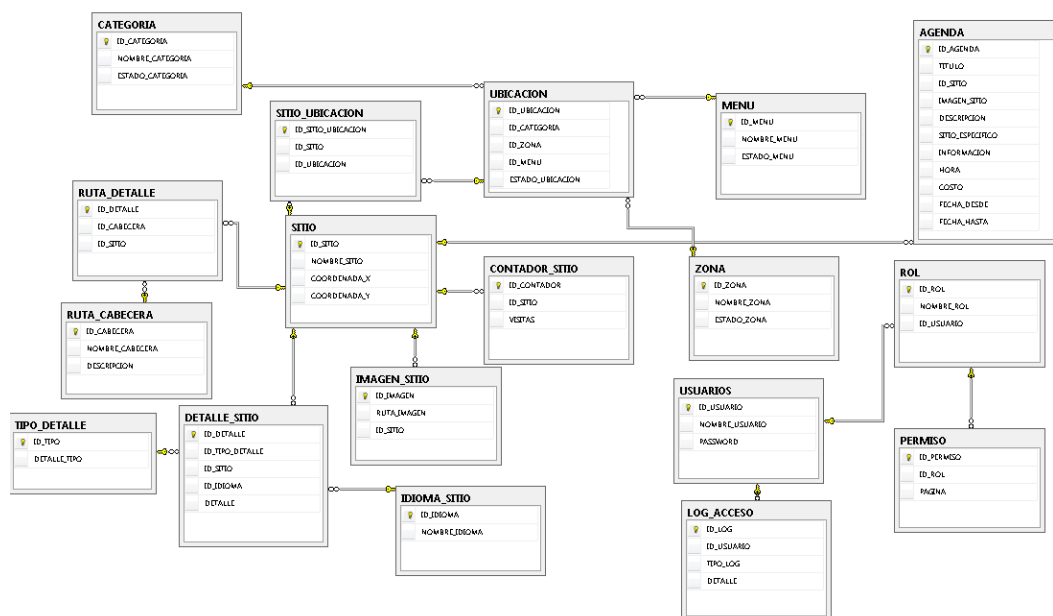 CATEGORIA
ID_CATEGORIA
NOMBRE_CATEGORIA
ESTADO_CATEGORIA
AGENDA
ID_AGENDA
TITULO
ID_SITIO
IMAGEN_SITIO
DESCRIPCION
SITIO_ESPECIFICO
INFORMACION
HORA
COSTO
FECHA_DESDE
FECHA_HASTA
UBICACION
ID_UBICACION
ID_CATEGORIA
ID_ZONA
ID_MENU
ESTADO_UBICACION
MENU
ID_MENU
NOMBRE_MENU
ESTADO_MENU
SITIO_UBICACION
ID_SITIO_UBICACION
ID_SITIO
ID_UBICACION
RUTA_DETALLE
ID_DETALLE
ID_CABECERA
ID_SITIO
SITIO
ID_SITIO
NOMBRE_SITIO
COORDENADA_X
COORDENADA_Y
CONTADOR_SITIO
ID_CONTADOR
ID_SITIO
VISITAS
ZONA
ID_ZONA
NOMBRE_ZONA
ESTADO_ZONA
ROL
ID_ROL
NOMBRE_ROL
ID_USUARIO
RUTA_CABECERA
ID_CABECERA
NOMBRE_CABECERA
DESCRIPCION
IMAGEN_SITIO
ID_IMAGEN
RUTA_IMAGEN
ID_SITIO
USUARIOS
ID_USUARIO
NOMBRE_USUARIO
PASSWORD
TIPO_DETALLE
ID_TIPO
DETALLE_TIPO
DETALLE_SITIO
ID_DETALLE
ID_TIPO_DETALLE
ID_SITIO
ID_IDIOMA
DETALLE
PERMISO
ID_PERMISO
ID_ROL
PAGINA
IDIOMA_SITIO
ID_IDIOMA
NOMBRE_IDIOMA
LOG_ACCESO
ID_LOG
ID_USUARIO
TIPO_LOG
DETALLE